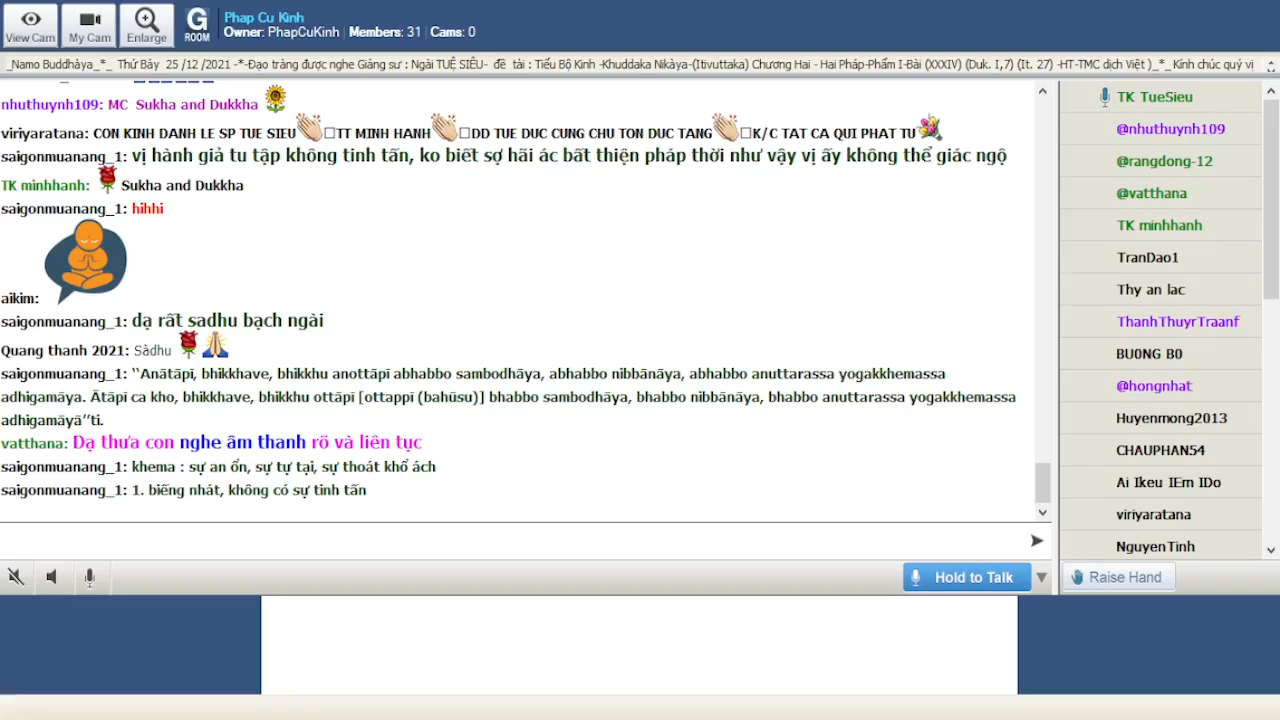 View Cam
My Cam
Enlarge
G
ROOM
Phap Cu Kinh
Owner: PhapCuKinh | Members: 31 | Cams: 0
_Namo Buddhàya_*_ Thứ Bảy 25 /12 /2021 -*-Đạo tràng được nghe Giảng sư : Ngài TUỆ SIÊU- đề tài : Tiểu Bộ Kinh -Khuddaka Nikàya-(Itivuttaka) Chương Hai - Hai Pháp-Phẩm I-Bài (XXXIV) (Duk. I,7) (It. 27) -HT-TMC dịch Việt )_*_Kính chúc quý vị
nhuthuynh109: MC Sukha and Dukkha
viriyaratana: CON KINH DANH LE SP TUE SIEU TT MINH HANH DD TUE DUC CUNG CHU TON DUC TANG K/C TAT CA QUI PHAT TU
saigonmuanang_1: vị hành giả tu tập không tinh tấn, ko biết sợ hãi ác bất thiện pháp thời như vậy vị ấy không thể giác ngộ
TK minhhanh: Sukha and Dukkha
saigonmuanang_1: hihhi
aikim:
saigonmuanang_1: dạ rất sadhu bạch ngài
Quang thanh 2021: Sàdhu
saigonmuanang_1: ‘‘Anātāpī, bhikkhave, bhikkhu anottāpī abhabbo sambodhāya, abhabbo nibbānāya, abhabbo anuttarassa yogakkhemassa
adhigamāya. Ātāpī ca kho, bhikkhave, bhikkhu ottāpī [ottappī (bahūsu)] bhabbo sambodhāya, bhabbo nibbānāya, bhabbo anuttarassa yogakkhemassa
adhigamāyā’’ti.
vatthana: Dạ thưa con nghe âm thanh rõ và liên tục
saigonmuanang_1: khema : sự an ổn, sự tự tại, sự thoát khổ ách
saigonmuanang_1: 1. biếng nhát, không có sự tinh tấn
Hold to Talk
TK TueSieu
@nhuthuynh109
@rangdong-12
@vatthana
TK minhhanh
TranDao1
Thy an lac
ThanhThuyrTraanf
BU0NG B0
@hongnhat
Huyenmong2013
CHAUPHAN54
Ai Ikeu IEm IDo
viriyaratana
NguyenTinh
Raise Hand